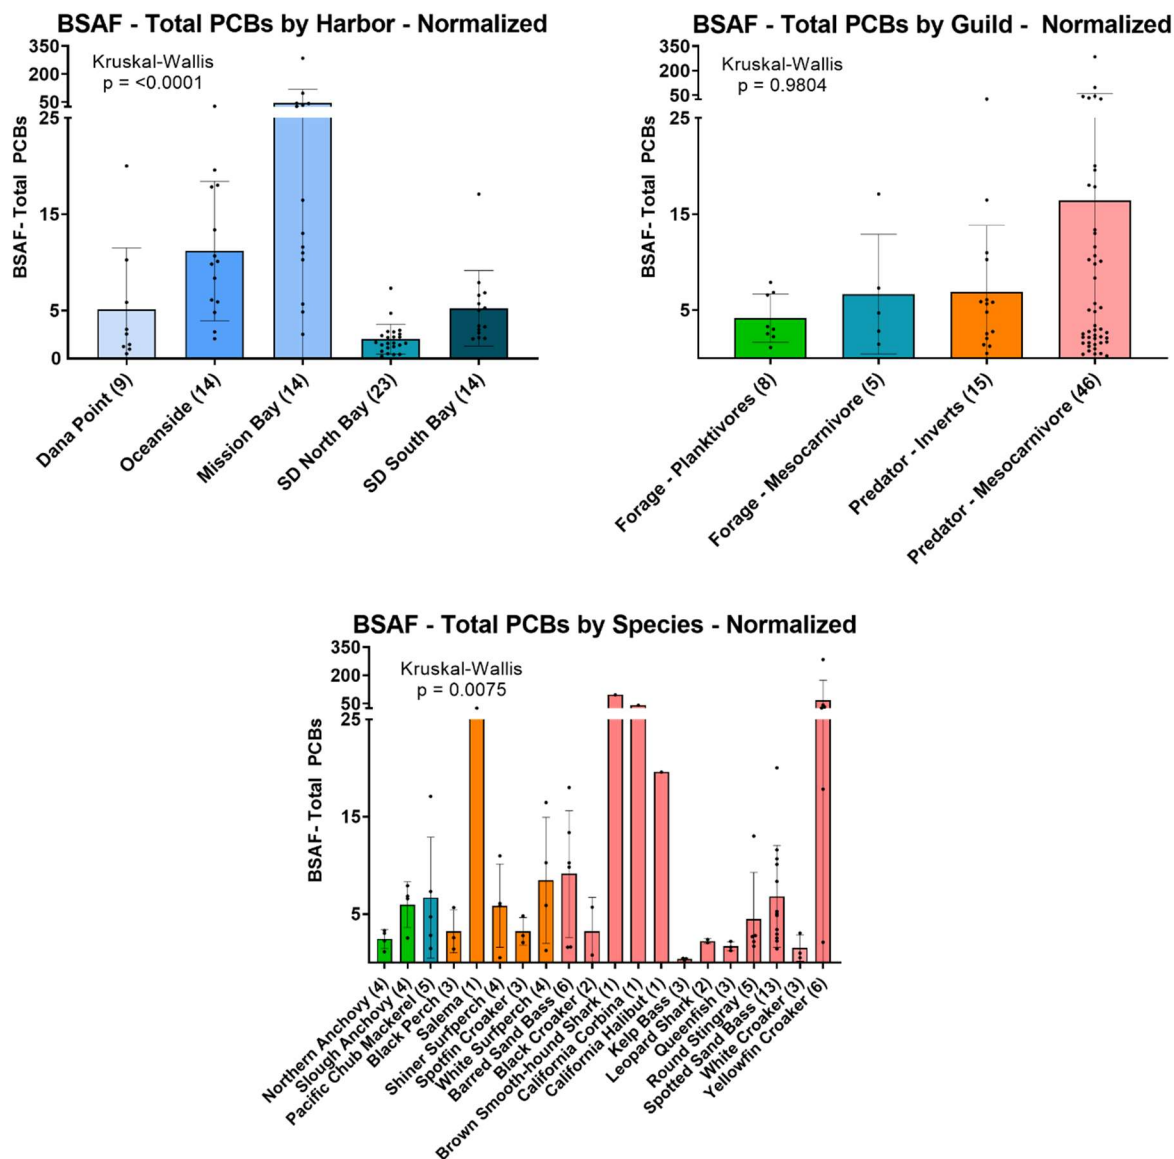 BSAF - Total PCBs by Harbor - Normalized
350
250
150
50
25
15
5
0
BSAF- Total PCBs
Kruskal-Wallis
p = <0.0001
Dana Point (9)
Oceanside (14)
Mission Bay (14)
SD North Bay (23)
SD South Bay (14)
BSAF - Total PCBs by Guild - Normalized
350
250
150
50
25
15
5
BSAF- Total PCBs
Kruskal-Wallis
p = 0.9804
Forage - Planktivores (8)
Forage - Mesocarnivore (5)
Predator - Inverts (15)
Predator - Mesocarnivore (46)
BSAF - Total PCBs by Species - Normalized
350
250
150
50
25
15
5
BSAF- Total PCBs
Kruskal-Wallis
p = 0.0075
Northern Anchovy (4)
Slough Anchovy (4)
Pacific Chub Mackerel (5)
Black Perch (3)
Salema (1)
Shiner Surfperch (4)
Spotfin Croaker (3)
White Surfperch (4)
Barred Sand Bass (6)
Black Croaker (2)
Brown Smooth-hound Shark (1)
California Corbina (1)
California Halibut (1)
Kelp Bass (3)
Leopard Shark (2)
Queenfish (3)
Round Stingray (5)
Spotted Sand Bass (13)
White Croaker (3)
Yellowfin Croaker (6)